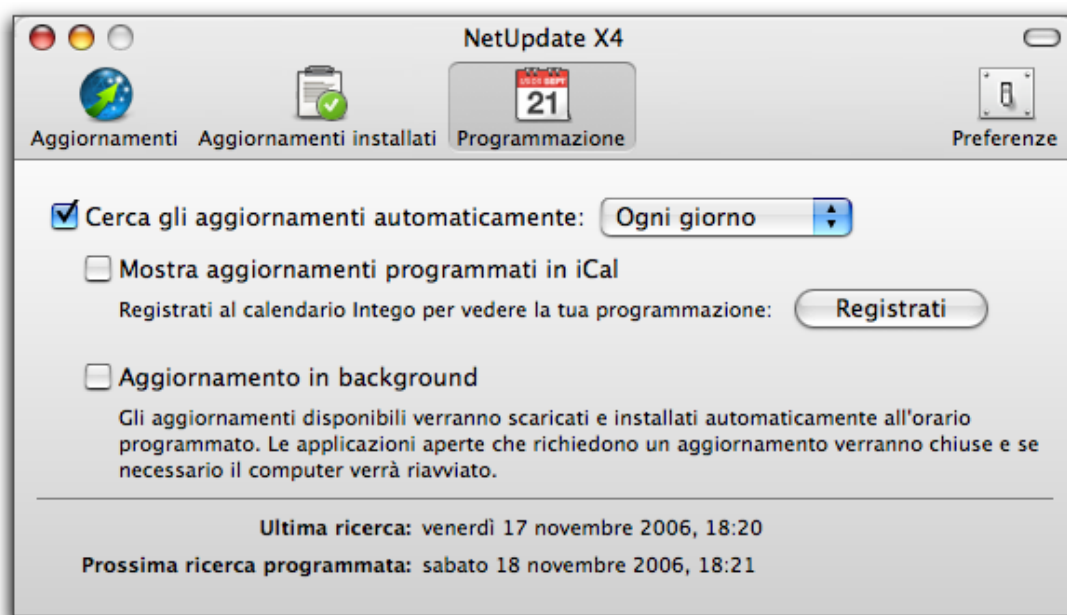 NetUpdate X4
Aggiornamenti
Aggiornamenti installati
21
Programmazione
Preferenze
Cerca gli aggiornamenti automaticamente: Ogni giorno
Mostra aggiornamenti programmati in iCal
Registrati al calendario Intego per vedere la tua programmazione: Registrati
Aggiornamento in background
Gli aggiornamenti disponibili verranno scaricati e installati automaticamente all'orario
programmato. Le applicazioni aperte che richiedono un aggiornamento verranno chiuse e se
necessario il computer verrà riavviato.
Ultima ricerca: venerdì 17 novembre 2006, 18:20
Prossima ricerca programmata: sabato 18 novembre 2006, 18:21